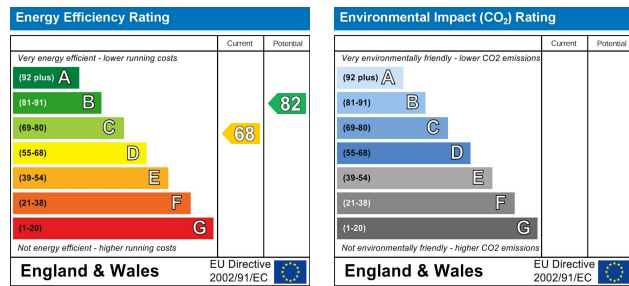 Energy Efficiency Rating
Current Potential
Very energy efficient - lower running costs
(92 plus) A
(81-91) B
82
(69-80) C
68
(55-68) D
(39-54) E
(21-38) F
(1-20) G
Not energy efficient - higher running costs
England & Wales
EU Directive
2002/91/EC
Environmental Impact (CO₂) Rating
Current Potential
Very environmentally friendly - lower CO2 emissions
(92 plus) A
(81-91) B
(69-80) C
(55-68) D
(39-54) E
(21-38) F
(1-20) G
Not environmentally friendly - higher CO2 emissions
England & Wales
EU Directive
2002/91/EC